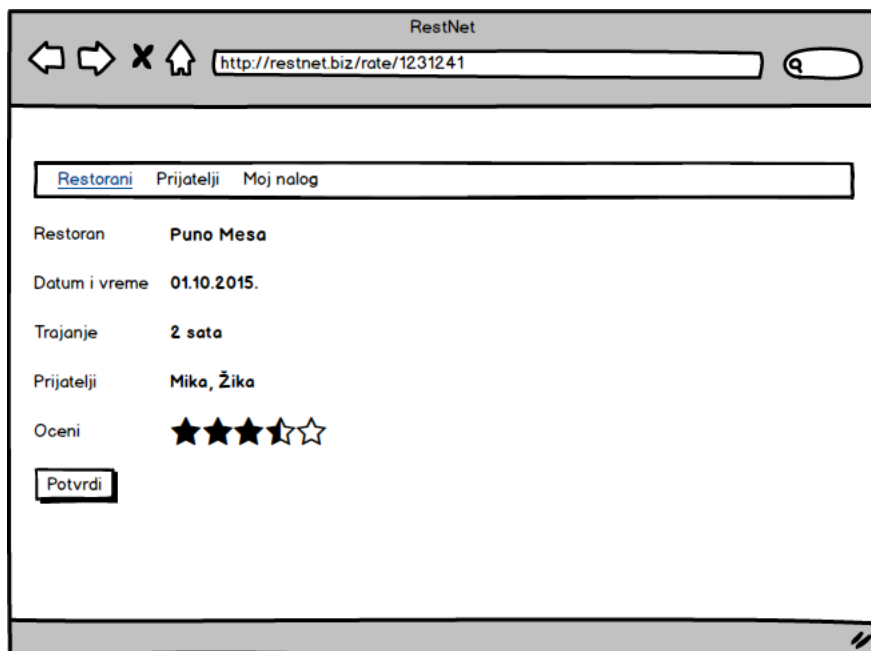 RestNet
http://restnet.biz/rate/1231241
Restorani Prijatelji Moj nalog
Restoran Puno Mesa
Datum i vreme 01.10.2015.
Trajanje 2 sata
Prijatelji Mika, Žika
Oceni
Potvrdi